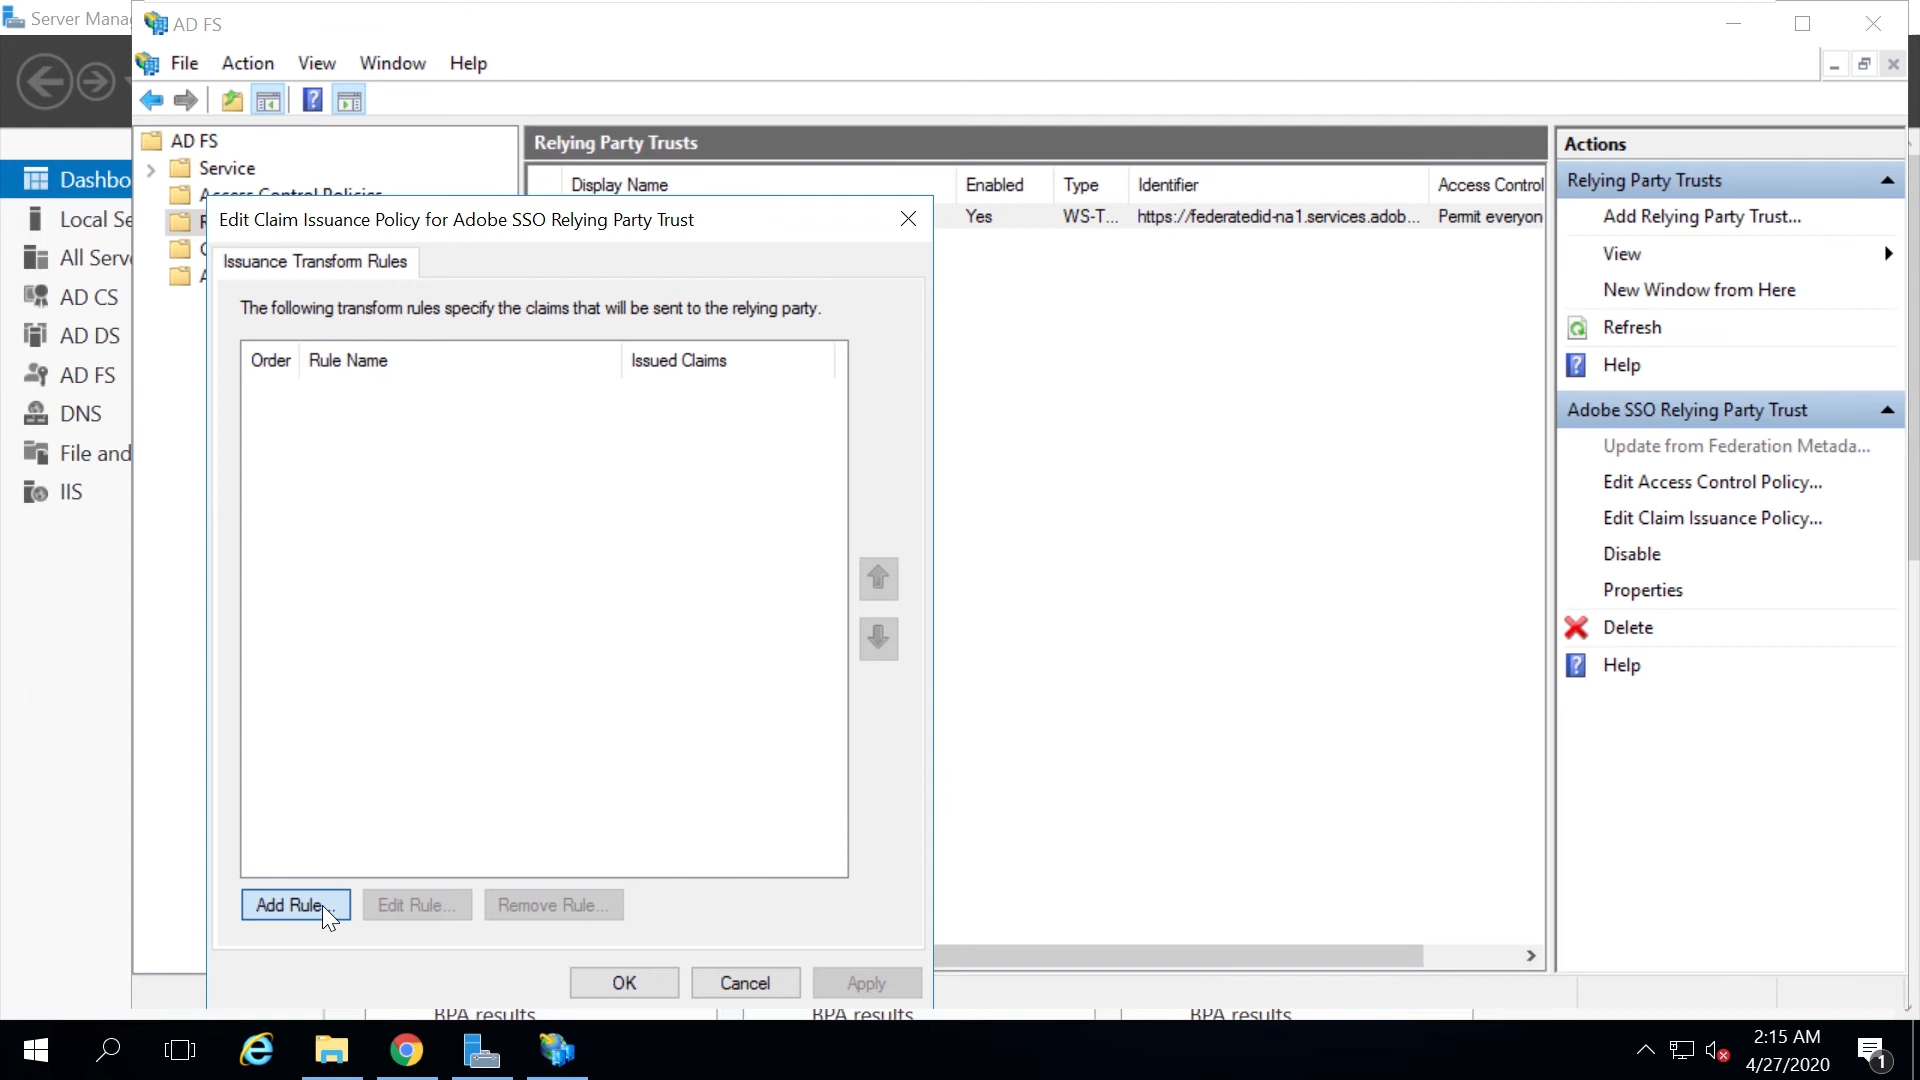 Server Mana
AD FS
File Action View Window Help
Dashbo
Local Se
All Serve
AD CS
AD DS
AD FS
DNS
File and
IIS
AD FS
Service
Access Control Policies
Relying Party Trusts
Display Name Enabled Type Identifier Access Control
Yes WS-T... https://federatedid-na1.services.adob... Permit everyon
Edit Claim Issuance Policy for Adobe SSO Relying Party Trust
Issuance Transform Rules
The following transform rules specify the claims that will be sent to the relying party.
Order Rule Name Issued Claims
Add Rule... Edit Rule... Remove Rule...
OK Cancel Apply
Actions
Relying Party Trusts
Add Relying Party Trust...
View
New Window from Here
Refresh
Help
Adobe SSO Relying Party Trust
Update from Federation Metada...
Edit Access Control Policy...
Edit Claim Issuance Policy...
Disable
Properties
Delete
Help
BPA results BPA results BPA results
2:15 AM
4/27/2020
1